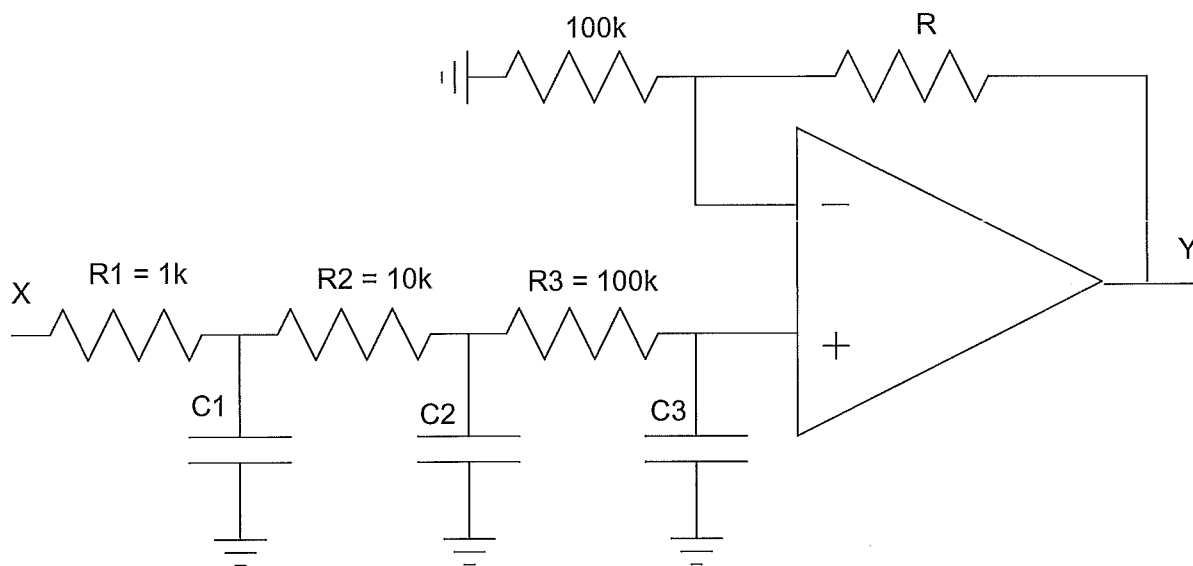 100k
R
−
Y
X
R1 = 1k
R2 = 10k
R3 = 100k
+
C1
C2
C3